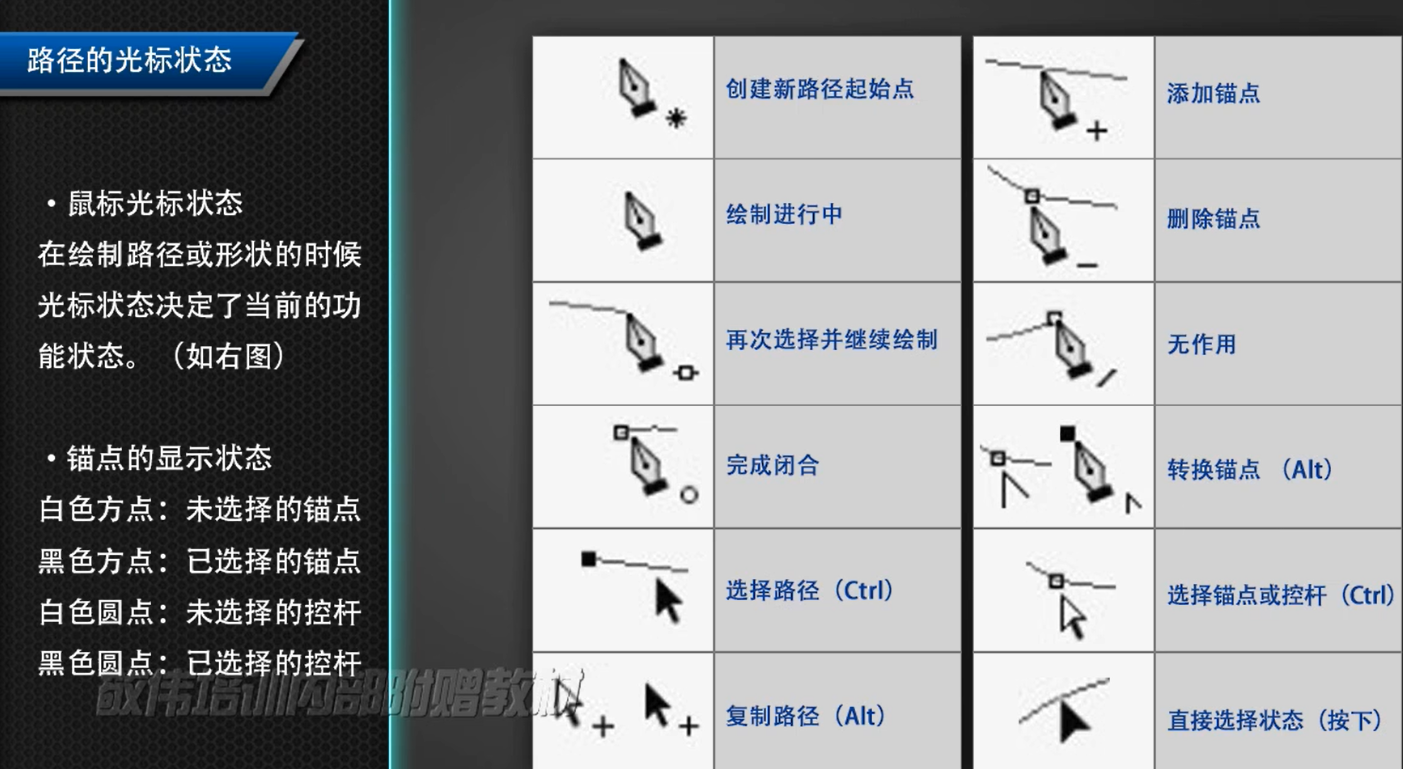 路径的光标状态
·鼠标光标状态
在绘制路径或形状的时候
光标状态决定了当前的功
能状态。（如右图）
·锚点的显示状态
白色方点：未选择的锚点
黑色方点：已选择的锚点
白色圆点：未选择的控杆
黑色圆点：已选择的控杆
敬伟培训内部附赠教材
创建新路径起始点
绘制进行中
再次选择并继续绘制
完成闭合
选择路径（Ctrl）
复制路径（Alt）
添加锚点
删除锚点
无作用
转换锚点 （Alt）
选择锚点或控杆（Ctrl）
直接选择状态（按下）